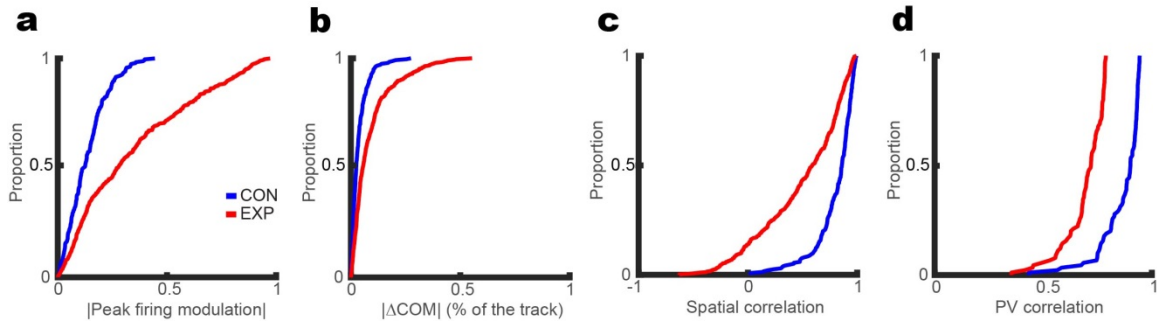 a
b
c
d
1
0.5
0
Proportion
0
0.5
1
|Peak firing modulation|
CON
EXP
1
0.5
0
Proportion
0
0.5
1
|ΔCOM| (% of the track)
1
0.5
0
Proportion
-1
0
1
Spatial correlation
1
0.5
0
Proportion
0
0.5
1
PV correlation